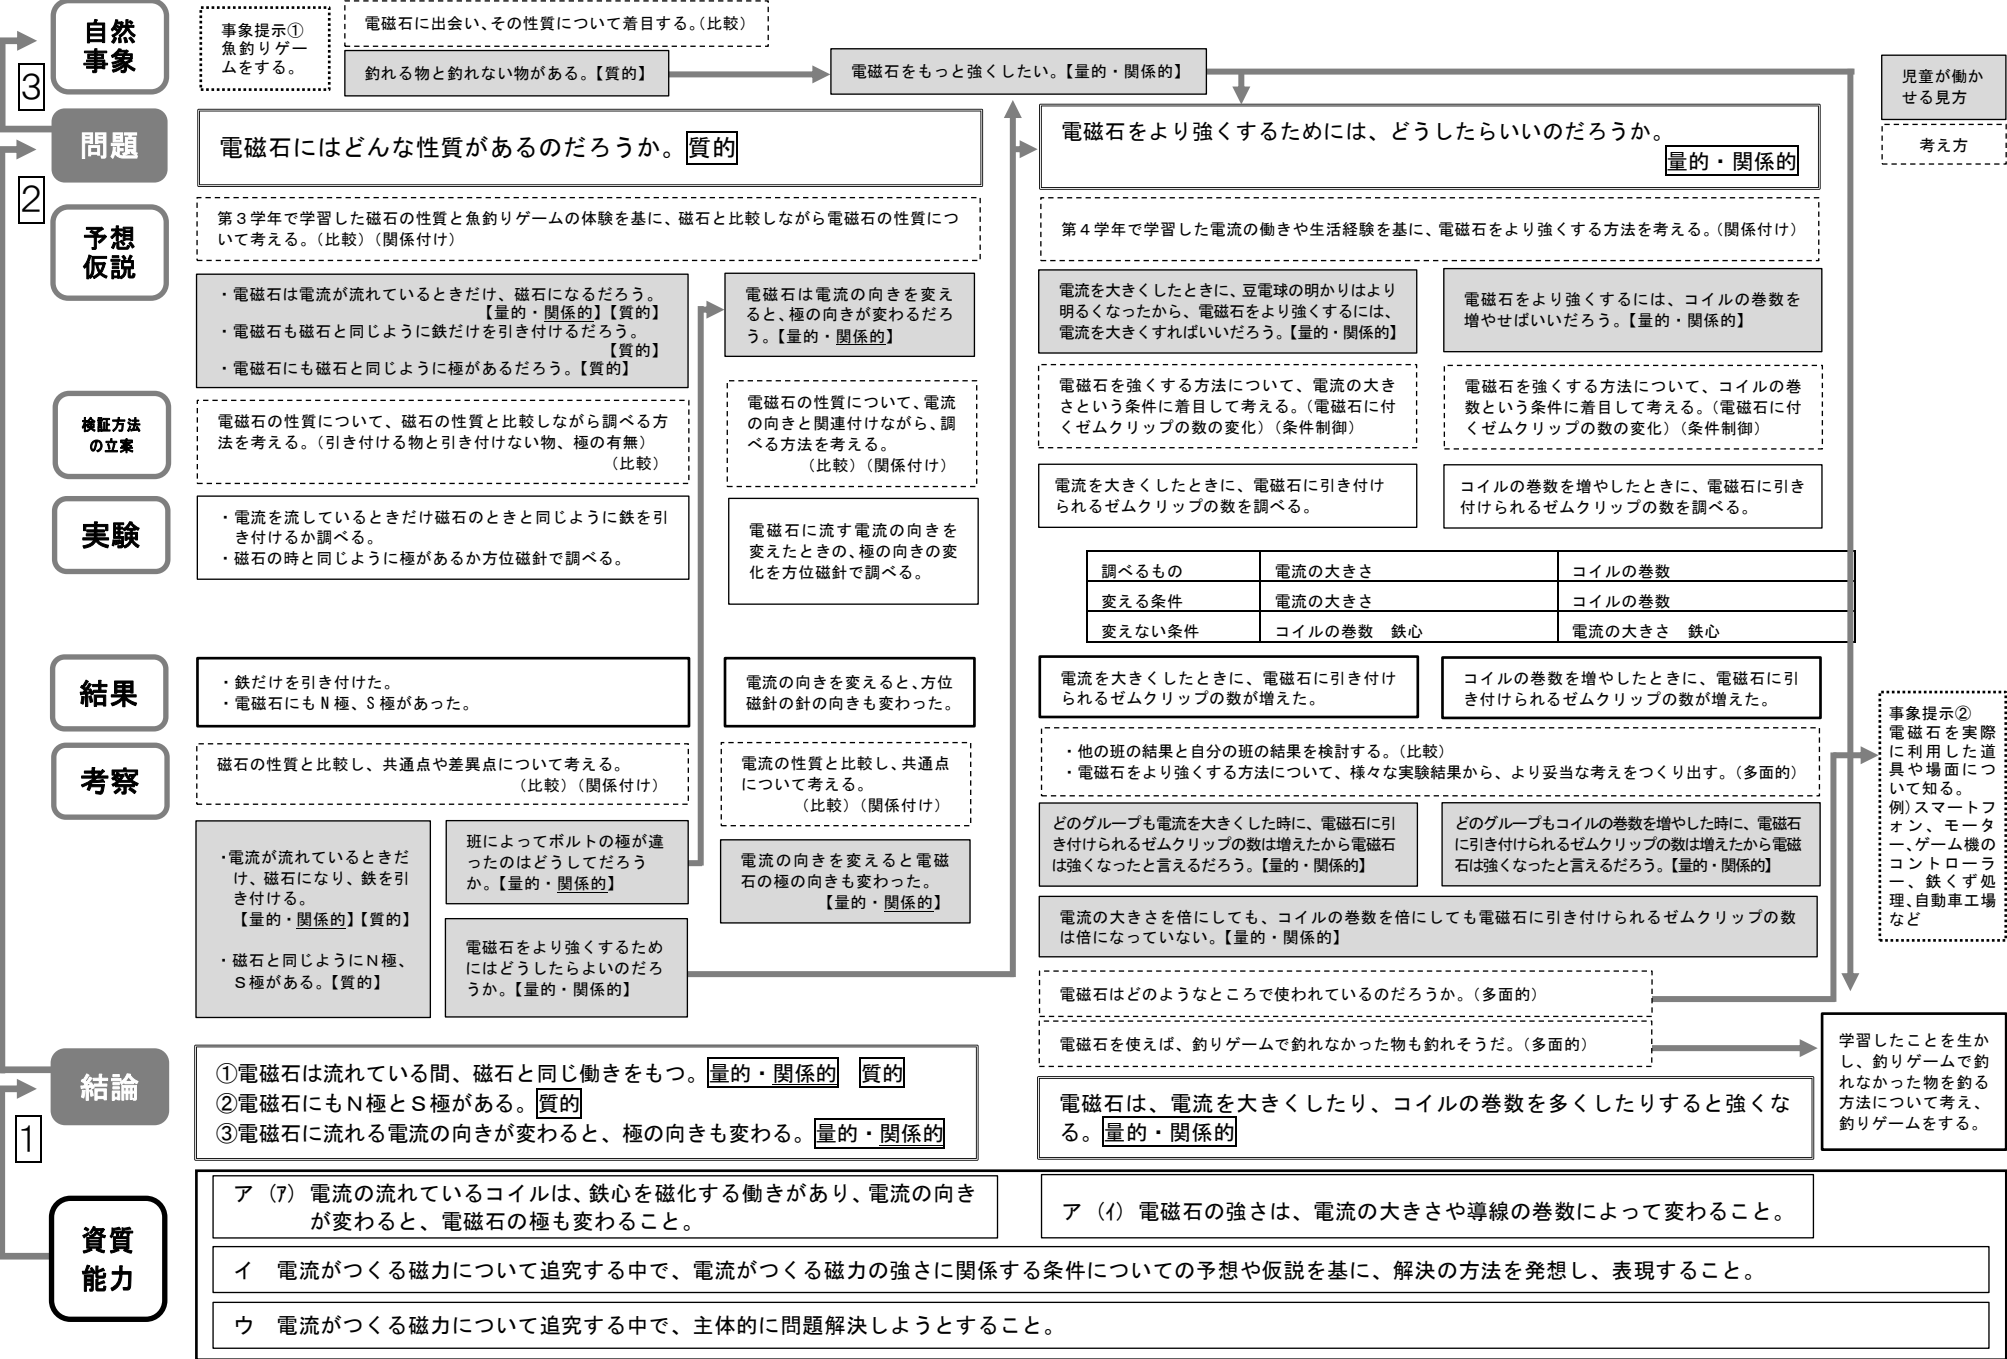 自然
事象
事象提示①
魚釣りゲー
ムをする。
電磁石に出会い、その性質について着目する。（比較）
釣れる物と釣れない物がある。【質的】
電磁石をもっと強くしたい。【量的・関係的】
児童が働か
せる見方
考え方
3
問題
電磁石にはどんな性質があるのだろうか。質的
電磁石をより強くするためには、どうしたらいいのだろうか。
量的・関係的
2
予想
仮説
第３学年で学習した磁石の性質と魚釣りゲームの体験を基に、磁石と比較しながら電磁石の性質につ
いて考える。（比較）（関係付け）
第４学年で学習した電流の働きや生活経験を基に、電磁石をより強くする方法を考える。（関係付け）
・電磁石は電流が流れているときだけ、磁石になるだろう。
【量的・関係的】【質的】
・電磁石も磁石と同じように鉄だけを引き付けるだろう。
【質的】
・電磁石にも磁石と同じように極があるだろう。【質的】
電磁石は電流の向きを変え
ると、極の向きが変わるだろ
う。【量的・関係的】
電流を大きくしたときに、豆電球の明かりはより
明るくなったから、電磁石をより強くするには、
電流を大きくすればいいだろう。【量的・関係的】
電磁石をより強くするには、コイルの巻数を
増やせばいいだろう。【量的・関係的】
検証方法
の立案
電磁石の性質について、磁石の性質と比較しながら調べる方
法を考える。（引き付ける物と引き付けない物、極の有無）
（比較）
電磁石の性質について、電流
の向きと関連付けながら、調
べる方法を考える。
（比較）（関係付け）
電磁石を強くする方法について、電流の大き
さという条件に着目して考える。（電磁石に付
くゼムクリップの数の変化）（条件制御）
電磁石を強くする方法について、コイルの巻
数という条件に着目して考える。（電磁石に付
くゼムクリップの数の変化）（条件制御）
実験
・電流を流しているときだけ磁石のときと同じように鉄を引
き付けるか調べる。
・磁石の時と同じように極があるか方位磁針で調べる。
電磁石に流す電流の向きを
変えたときの、極の向きの変
化を方位磁針で調べる。
電流を大きくしたときに、電磁石に引き付け
られるゼムクリップの数を調べる。
コイルの巻数を増やしたときに、電磁石に引き
付けられるゼムクリップの数を調べる。
調べるもの 電流の大きさ コイルの巻数
変える条件 電流の大きさ コイルの巻数
変えない条件 コイルの巻数　鉄心 電流の大きさ　鉄心
結果
・鉄だけを引き付けた。
・電磁石にもＮ極、Ｓ極があった。
電流の向きを変えると、方位
磁針の針の向きも変わった。
電流を大きくしたときに、電磁石に引き付け
られるゼムクリップの数が増えた。
コイルの巻数を増やしたときに、電磁石に引
き付けられるゼムクリップの数が増えた。
事象提示②
電磁石を実際
に利用した道
具や場面につ
いて知る。
例）スマートフ
ォン、モータ
ー、ゲーム機の
コントローラ
ー、鉄くず処
理、自動車工場
など
考察
磁石の性質と比較し、共通点や差異点について考える。
（比較）（関係付け）
電流の性質と比較し、共通点
について考える。
（比較）（関係付け）
・他の班の結果と自分の班の結果を検討する。（比較）
・電磁石をより強くする方法について、様々な実験結果から、より妥当な考えをつくり出す。（多面的）
・電流が流れているときだ
け、磁石になり、鉄を引
き付ける。
【量的・関係的】【質的】
・磁石と同じようにＮ極、
Ｓ極がある。【質的】
班によってボルトの極が違
ったのはどうしてだろう
か。【量的・関係的】
電磁石をより強くするため
にはどうしたらよいのだろ
うか。【量的・関係的】
電流の向きを変えると電磁
石の極の向きも変わった。
【量的・関係的】
どのグループも電流を大きくした時に、電磁石に引
き付けられるゼムクリップの数は増えたから電磁石
は強くなったと言えるだろう。【量的・関係的】
どのグループもコイルの巻数を増やした時に、電磁石
に引き付けられるゼムクリップの数は増えたから電磁
石は強くなったと言えるだろう。【量的・関係的】
電流の大きさを倍にしても、コイルの巻数を倍にしても電磁石に引き付けられるゼムクリップの数
は倍になっていない。【量的・関係的】
電磁石はどのようなところで使われているのだろうか。（多面的）
電磁石を使えば、釣りゲームで釣れなかった物も釣れそうだ。（多面的）
学習したことを生か
し、釣りゲームで釣
れなかった物を釣る
方法について考え、
釣りゲームをする。
結論
①電磁石は流れている間、磁石と同じ働きをもつ。量的・関係的　質的
②電磁石にもＮ極とＳ極がある。質的
③電磁石に流れる電流の向きが変わると、極の向きも変わる。量的・関係的
電磁石は、電流を大きくしたり、コイルの巻数を多くしたりすると強くな
る。量的・関係的
1
資質
能力
ア（ｱ）電流の流れているコイルは、鉄心を磁化する働きがあり、電流の向き
が変わると、電磁石の極も変わること。
ア（ｲ）電磁石の強さは、電流の大きさや導線の巻数によって変わること。
イ　電流がつくる磁力について追究する中で、電流がつくる磁力の強さに関係する条件についての予想や仮説を基に、解決の方法を発想し、表現すること。
ウ　電流がつくる磁力について追究する中で、主体的に問題解決しようとすること。